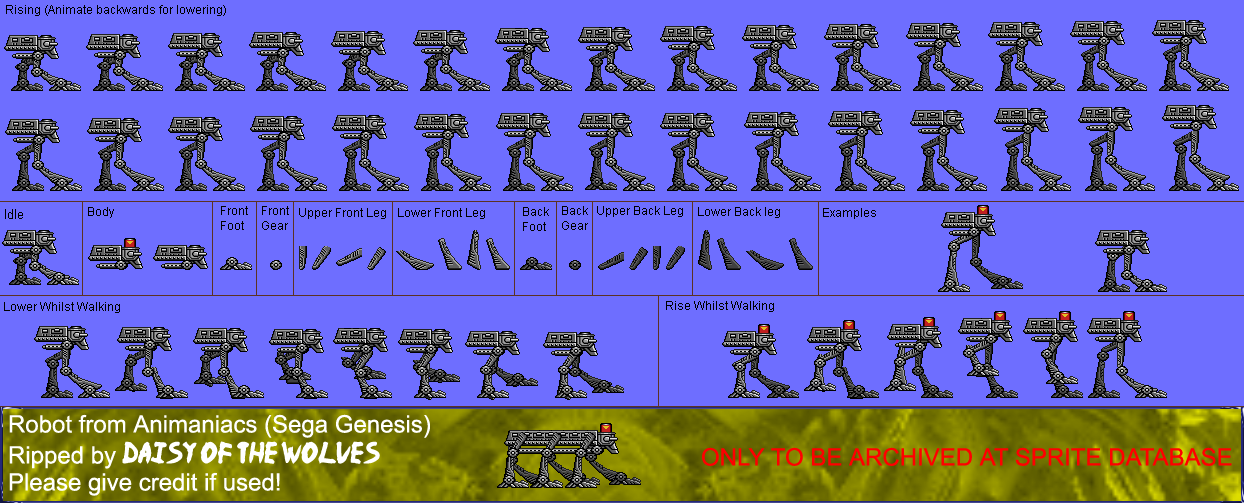 Rising (Animate backwards for lowering)
Idle
Body
Front
Foot
Front
Gear
Upper Front Leg
Lower Front Leg
Back
Foot
Back
Gear
Upper Back Leg
Lower Back leg
Examples
Lower Whilst Walking
Rise Whilst Walking
Robot from Animaniacs (Sega Genesis)
Ripped by DAISY OF THE WOLVES
Please give credit if used!
ONLY TO BE ARCHIVED AT SPRITE DATABASE